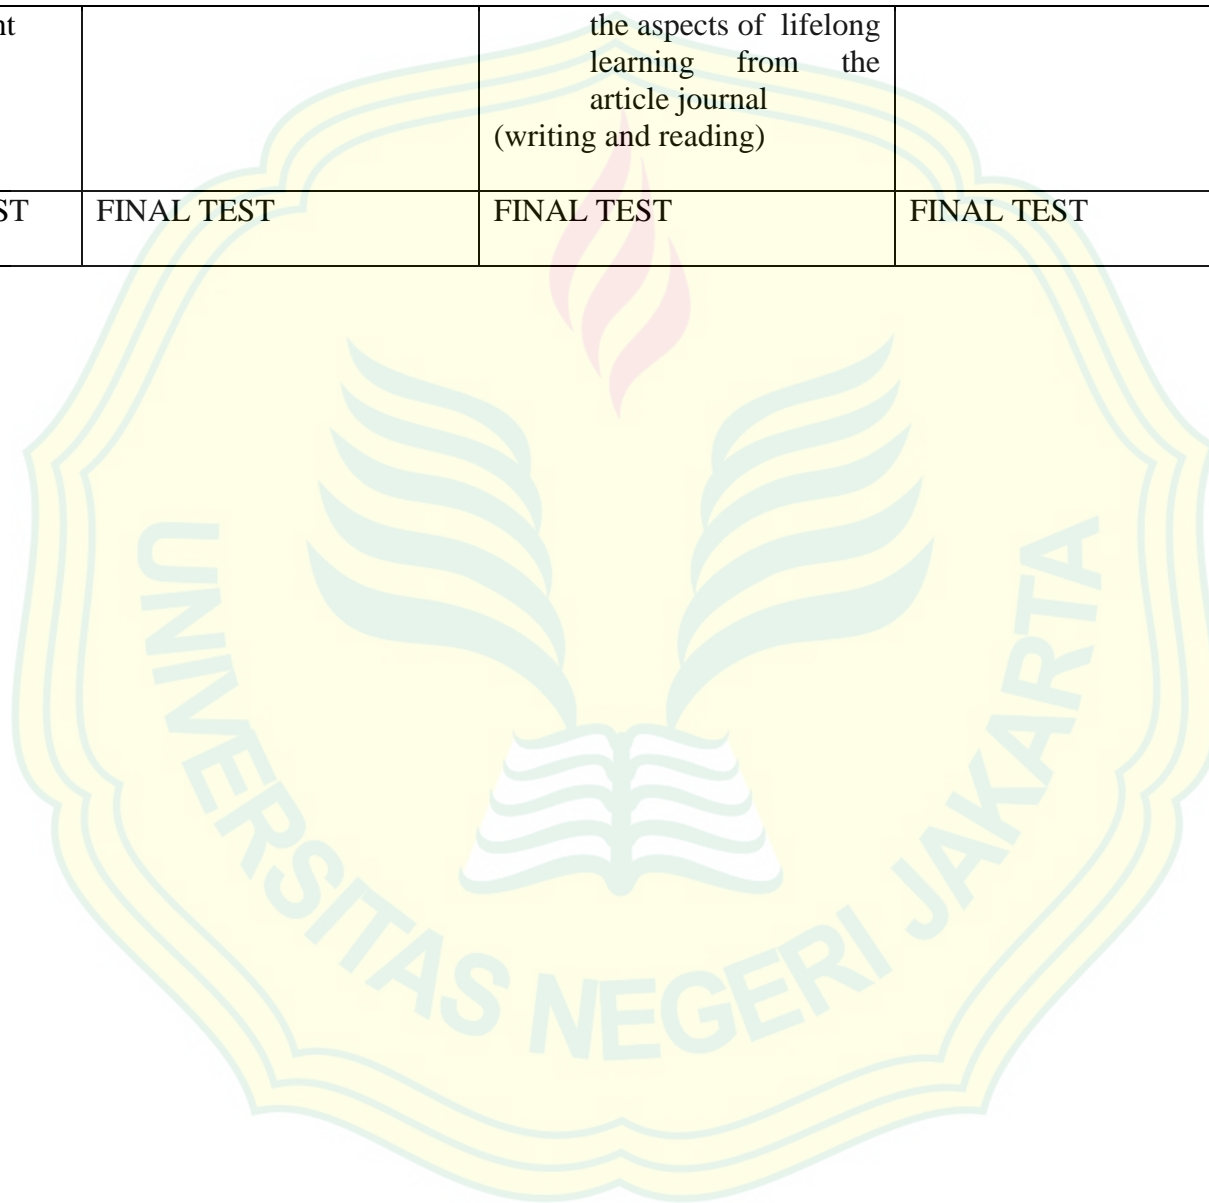 nt
the aspects of lifelong
learning from the
article journal
(writing and reading)
ST
FINAL TEST
FINAL TEST
FINAL TEST
UNIVERSITAS NEGERI JAKARTA